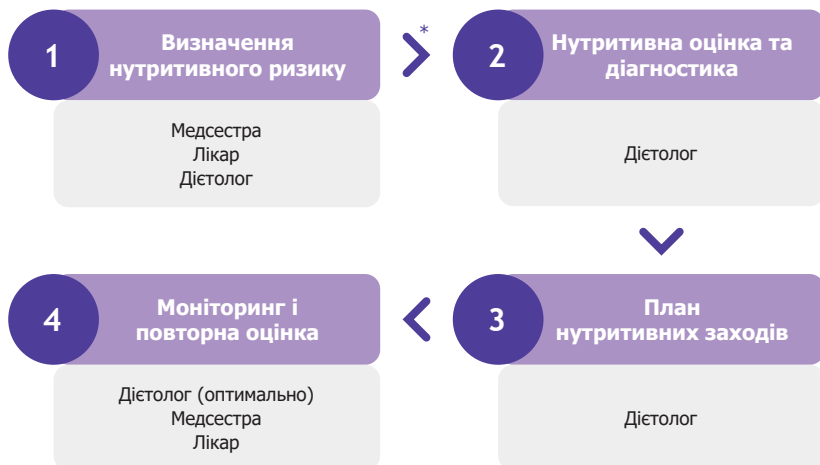 1
Визначення
нутритивного ризику
Медсестра
Лікар
Дієтолог
*
2
Нутритивна оцінка та
діагностика
Дієтолог
3
План
нутритивних заходів
Дієтолог
4
Моніторинг і
повторна оцінка
Дієтолог (оптимально)
Медсестра
Лікар